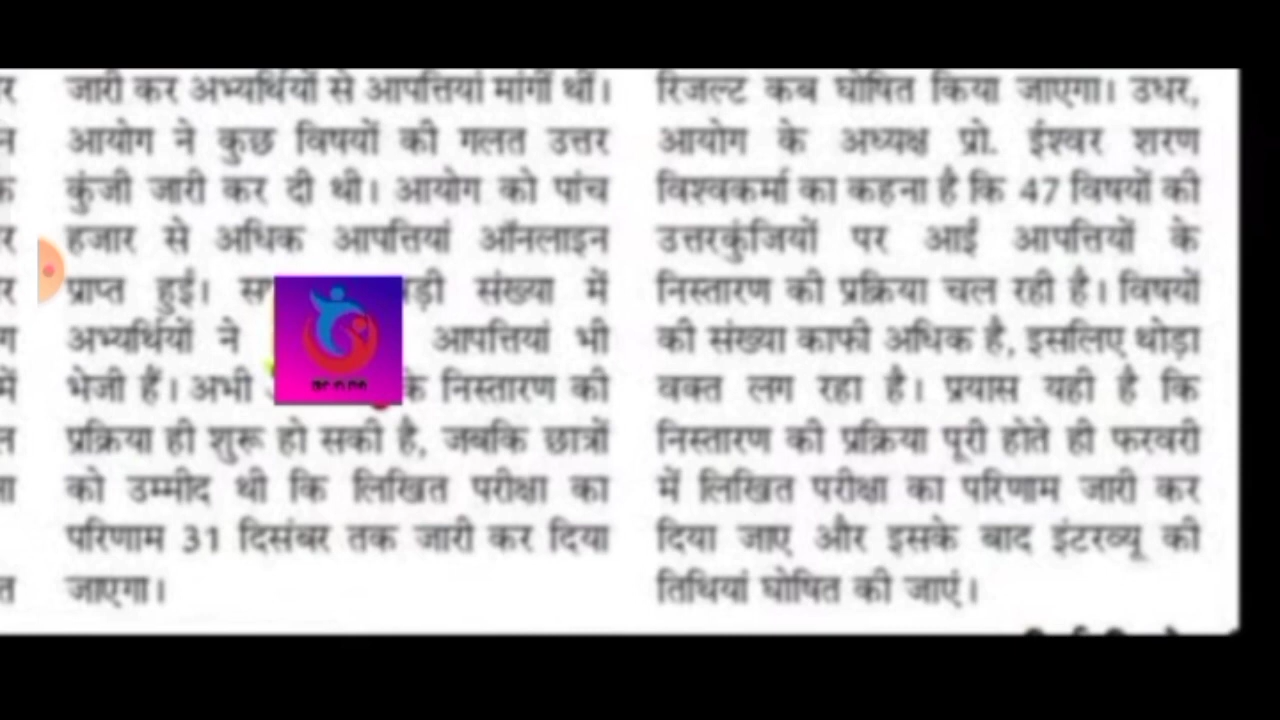 जारी कर अभ्यर्थियों से आपत्तियां मांगीं थीं।
आयोग ने कुछ विषयों की गलत उत्तर
कुंजी जारी कर दी थी। आयोग को पांच
हजार से अधिक आपत्तियां ऑनलाइन
प्राप्त हुईं। बड़ी संख्या में
अभ्यर्थियों ने आपत्तियां भी
भेजी हैं। अभी के निस्तारण की
प्रक्रिया ही शुरू हो सकी है, जबकि छात्रों
को उम्मीद थी कि लिखित परीक्षा का
परिणाम 31 दिसंबर तक जारी कर दिया
जाएगा।
रिजल्ट कब घोषित किया जाएगा। उधर,
आयोग के अध्यक्ष प्रो. ईश्वर शरण
विश्वकर्मा का कहना है कि 47 विषयों की
उत्तरकुंजियों पर आईं आपत्तियों के
निस्तारण की प्रक्रिया चल रही है। विषयों
की संख्या काफी अधिक है, इसलिए थोड़ा
वक्त लग रहा है। प्रयास यही है कि
निस्तारण की प्रक्रिया पूरी होते ही फरवरी
में लिखित परीक्षा का परिणाम जारी कर
दिया जाए और इसके बाद इंटरव्यू की
तिथियां घोषित की जाएं।